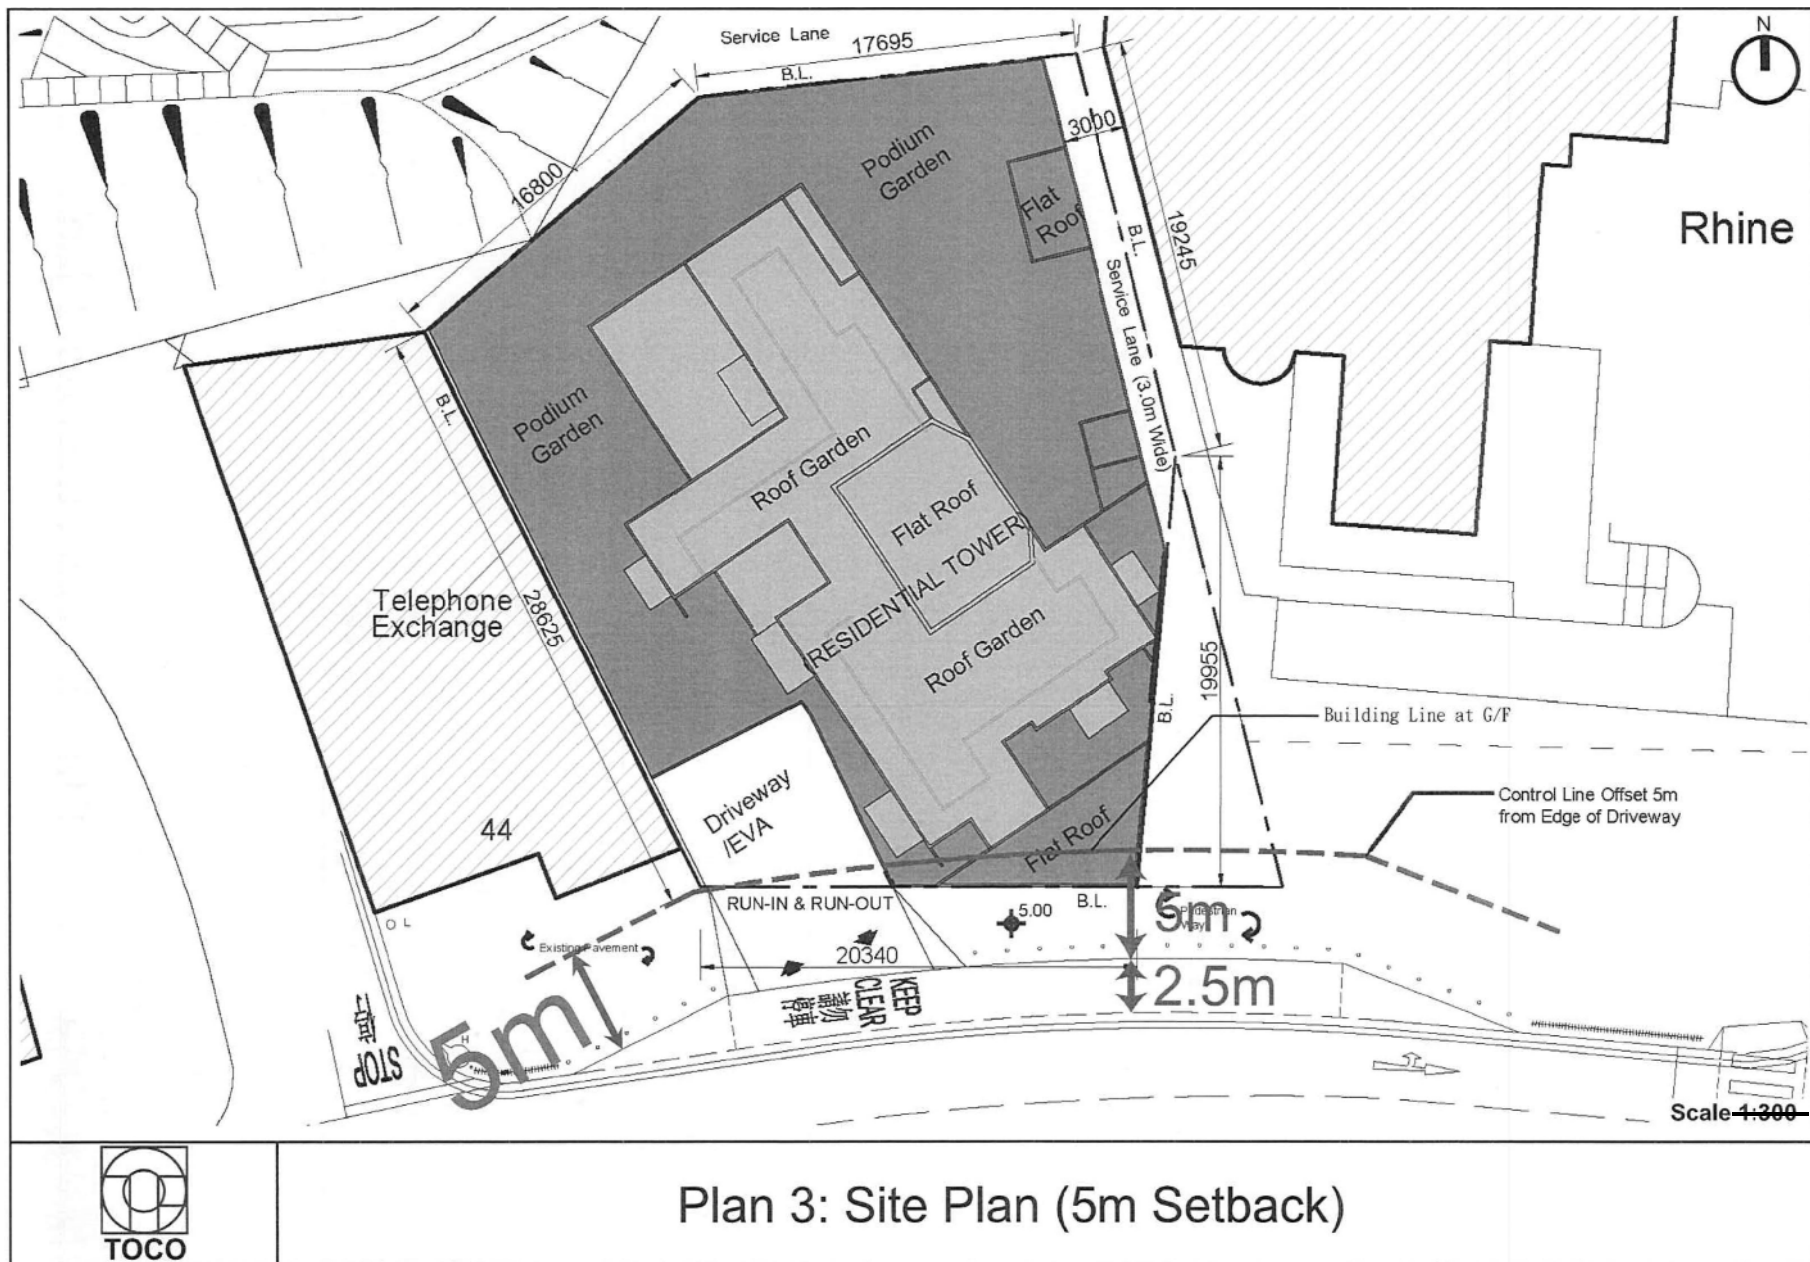 Service Lane
17695
B.L.
N
3000
Podium
Garden
16800
Flat
Roof
19245
B.L.
Rhine
Service Lane (3.0m Wide)
B.L.
Podium
Garden
Roof Garden
Flat Roof
RESIDENTIAL TOWER
Telephone
Exchange
28625
Roof Garden
19955
B.L.
Building Line at G/F
Driveway
/EVA
Control Line Offset 5m
from Edge of Driveway
44
Flat Roof
RUN-IN & RUN-OUT
5.00
B.L.
5m
Pedestrian
Way
O L
Existing Pavement
20340
2.5m
KEEP
CLEAR
請勿
停車
5m
H
STOP
Scale 1:300
TOCO
Plan 3: Site Plan (5m Setback)